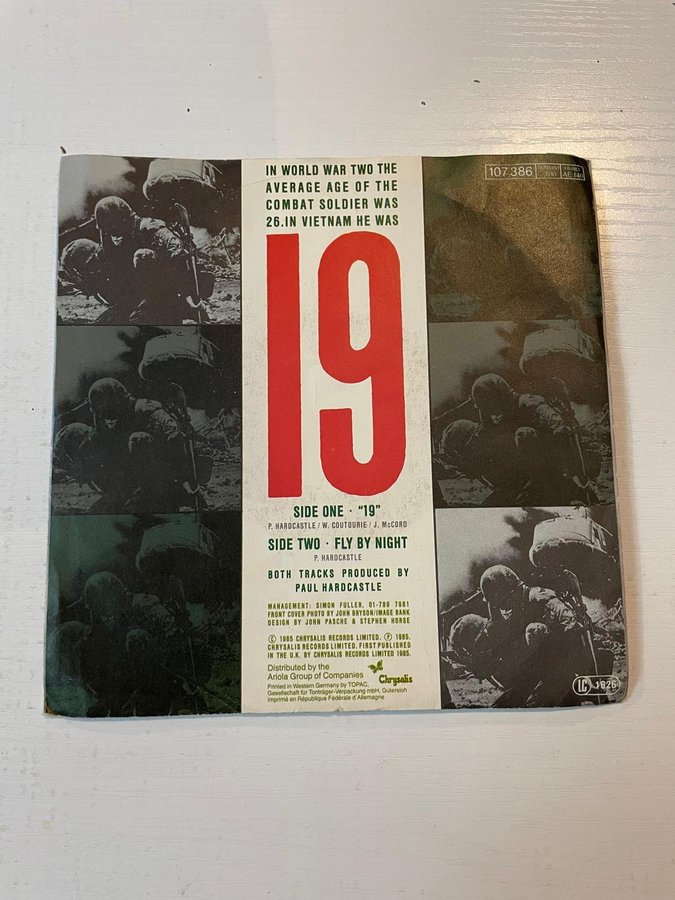 IN WORLD WAR TWO THE
AVERAGE AGE OF THE
COMBAT SOLDIER WAS
26.IN VIETNAM HE WAS
19
SIDE ONE · "19"
P. HARDCASTLE / W. COUTOURIE / J. McCORD
SIDE TWO · FLY BY NIGHT
P. HARDCASTLE
BOTH TRACKS PRODUCED BY
PAUL HARDCASTLE
MANAGEMENT: SIMON FULLER. 01-789 7881
FRONT COVER PHOTO BY JOHN BRYSON/IMAGE BANK
DESIGN BY JOHN PASCHE & STEPHEN HORSE
© 1985 CHRYSALIS RECORDS LIMITED. ℗ 1985.
CHRYSALIS RECORDS LIMITED. FIRST PUBLISHED
IN THE U.K. BY CHRYSALIS RECORDS LIMITED 1985.
Distributed by the
Ariola Group of Companies
Chrysalis
Printed in Western Germany by TOPAC,
Gesellschaft für Tonträger-Verpackung mbH, Gütersloh
Imprimé en République Fédérale d'Allemagne
107 386
FRANCE
AE 140
LC 1626